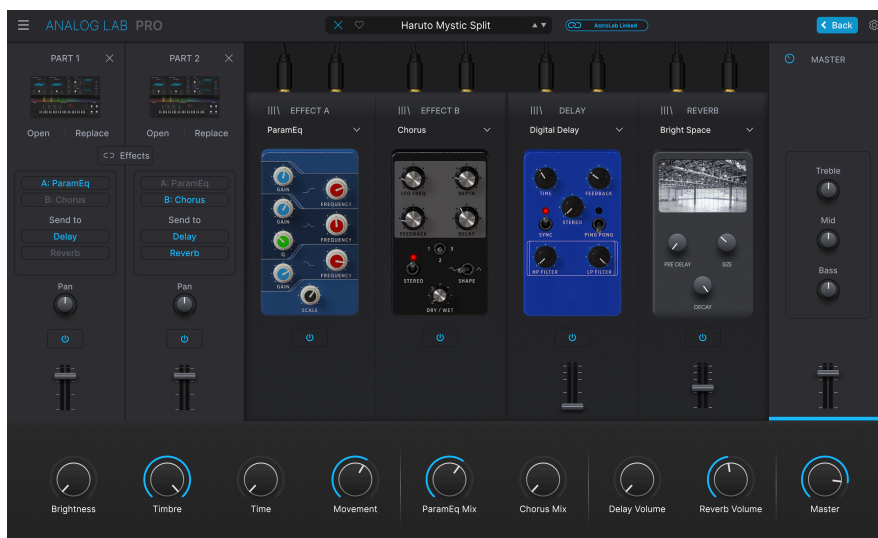 ANALOG LAB PRO
Haruto Mystic Split
AstroLab Linked
Back
PART 1
PART 2
MASTER
Open
Replace
Open
Replace
Effects
A: ParamEq
B: Chorus
Send to
Delay
Reverb
Pan
A: ParamEq
B: Chorus
Send to
Delay
Reverb
Pan
EFFECT A
ParamEq
GAIN
FREQUENCY
GAIN
FREQUENCY
Q
FREQUENCY
GAIN
SCALE
EFFECT B
Chorus
LFO FREQ
DEPTH
FEEDBACK
DELAY
1
2
3
STEREO
SHAPE
DRY / WET
DELAY
Digital Delay
TIME
FEEDBACK
STEREO
SYNC
PING PONG
HP FILTER
LP FILTER
REVERB
Bright Space
PRE DELAY
SIZE
DECAY
Treble
Mid
Bass
Brightness
Timbre
Time
Movement
ParamEq Mix
Chorus Mix
Delay Volume
Reverb Volume
Master